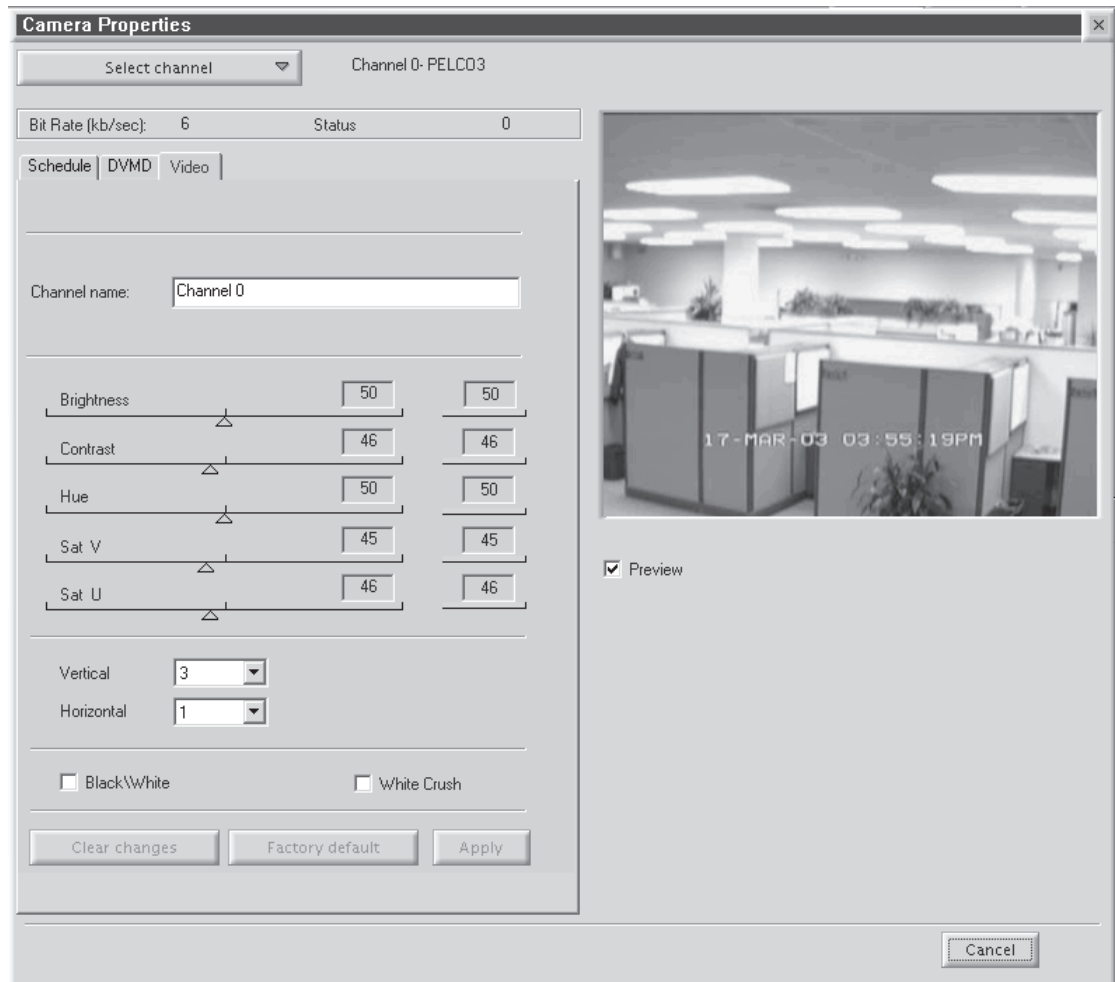 Camera Properties
Select channel
Channel 0- PELCO3
Bit Rate (kb/sec): 6 Status 0
Schedule DVMD Video
Channel name: Channel 0
Brightness 50 50
Contrast 46 46
Hue 50 50
Sat V 45 45
Sat U 46 46
Vertical 3
Horizontal 1
Black\White White Crush
Clear changes Factory default Apply
17-MAR-03 03:55:19PM
Preview
Cancel